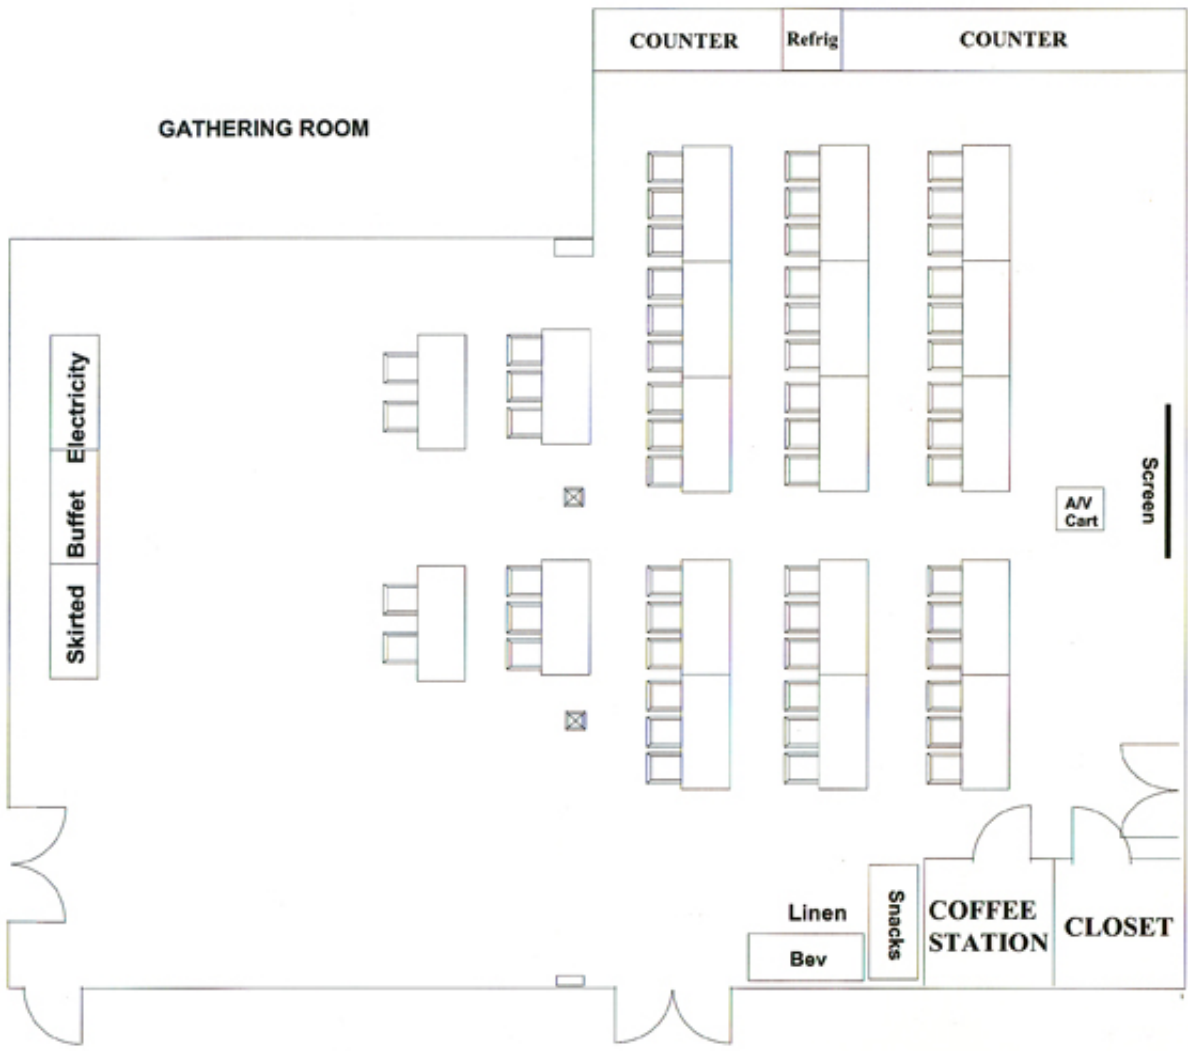 COUNTER
Refrig
COUNTER
GATHERING ROOM
Electricity
Buffet
Skirted
Screen
A/V
Cart
Linen
Bev
Snacks
COFFEE
STATION
CLOSET